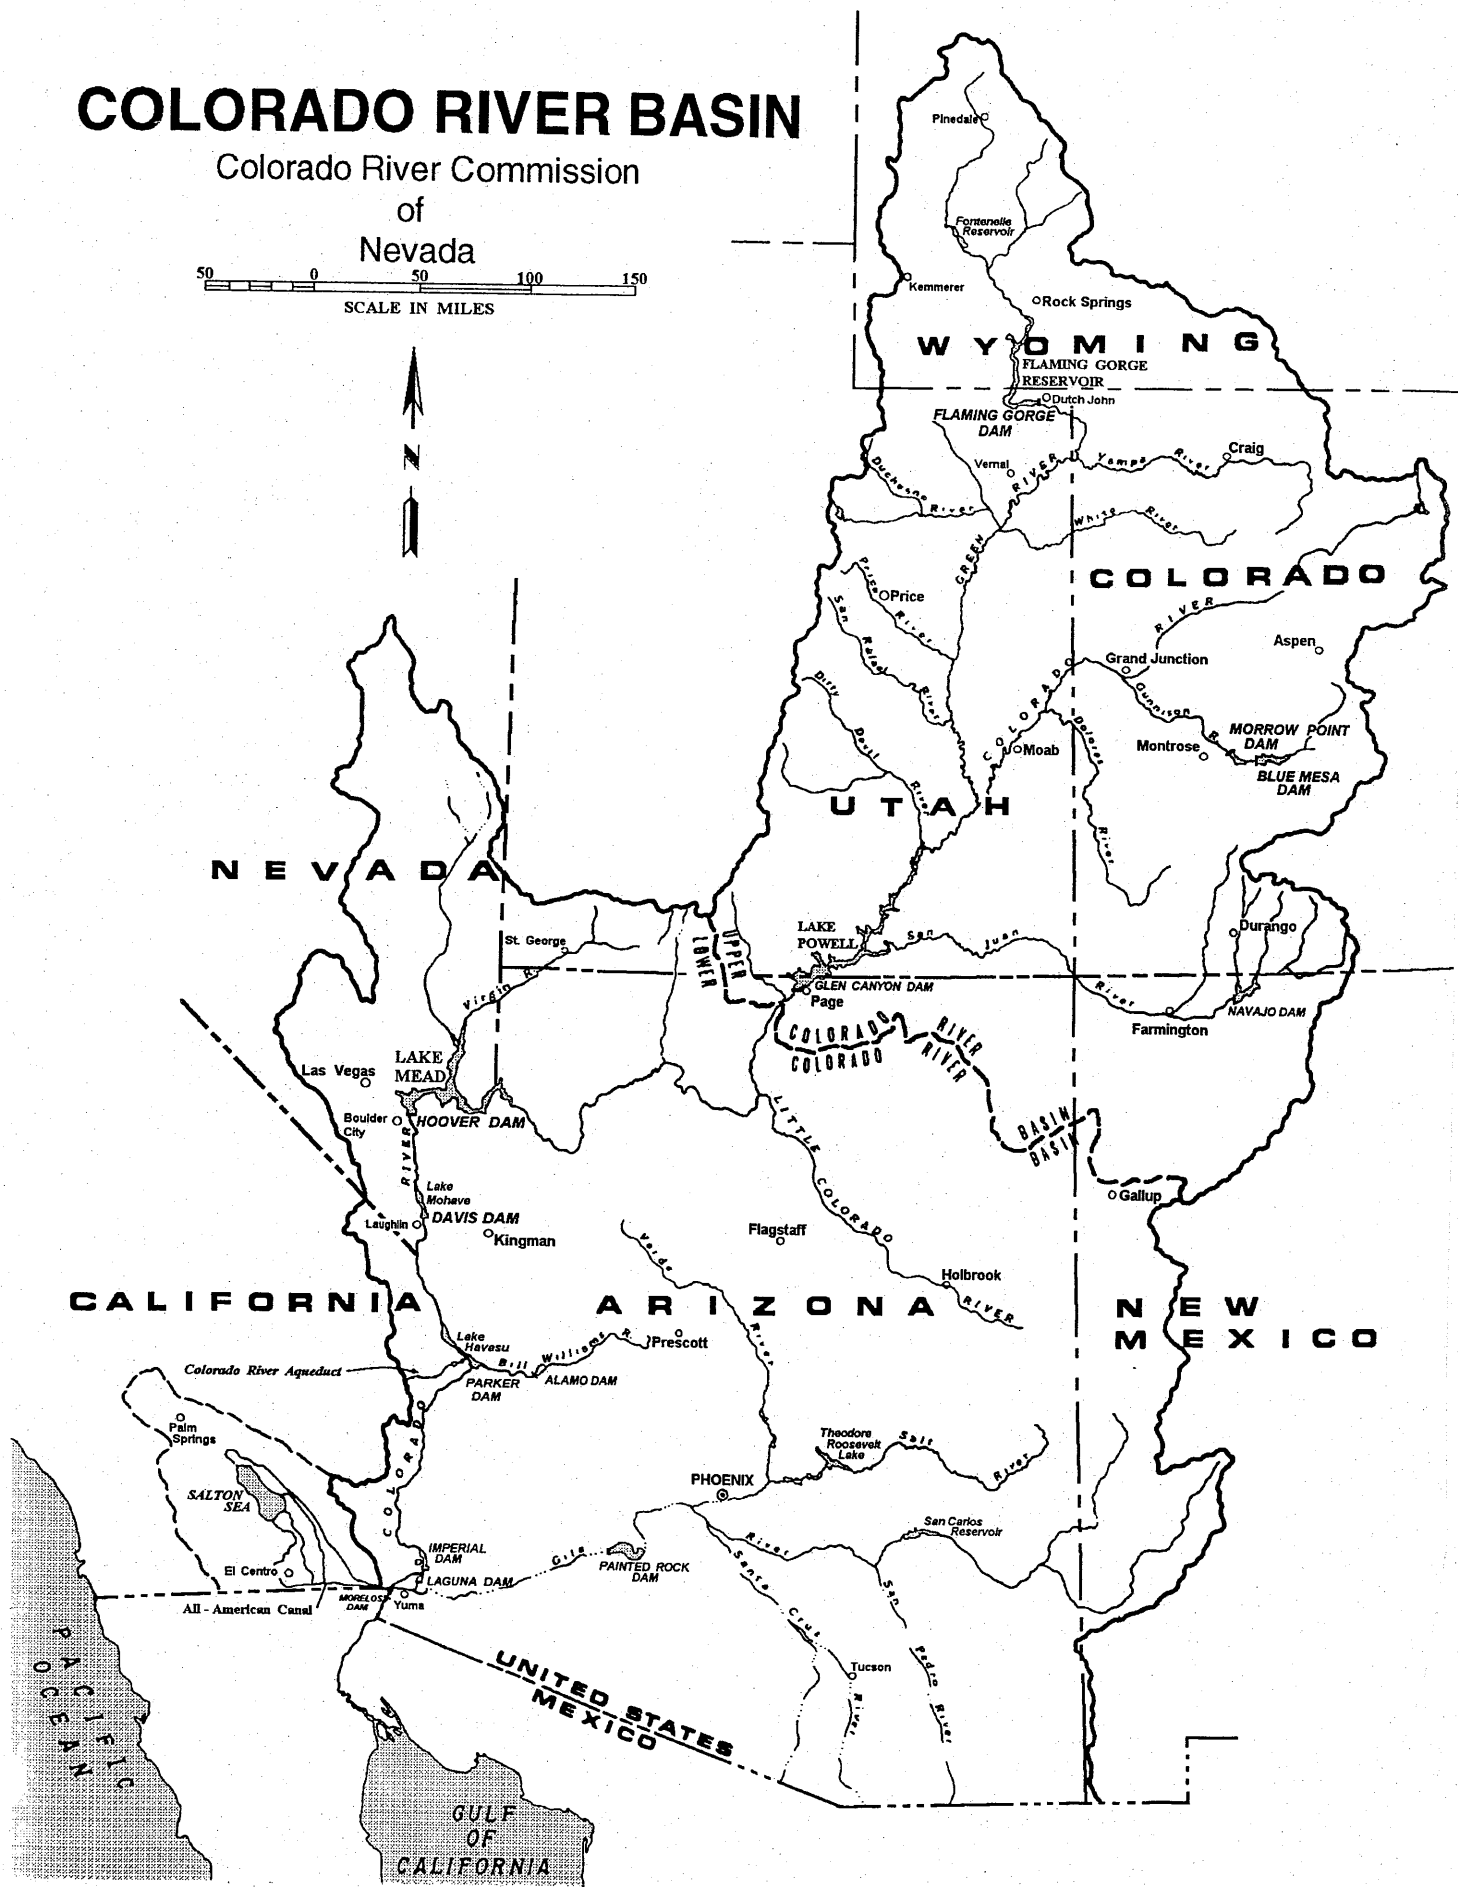 COLORADO RIVER BASIN
Colorado River Commission
of
Nevada
50 0 50 100 150
SCALE IN MILES
N
Pinedale
Fontenelle
Reservoir
Kemmerer
Rock Springs
WYOMING
FLAMING GORGE
RESERVOIR
Dutch John
FLAMING GORGE
DAM
Vernal
Craig
Yampa River
Duchesne River
GREEN RIVER
White River
COLORADO
Price River
Price
San Rafael River
RIVER
Aspen
Grand Junction
Dirty Devil River
COLORADO
Gunnison R.
Moab
Dolores River
Montrose
MORROW POINT
DAM
BLUE MESA
DAM
UTAH
NEVADA
St. George
Virgin R.
UPPER
LOWER
LAKE
POWELL
San Juan River
Durango
GLEN CANYON DAM
Page
NAVAJO DAM
Farmington
COLORADO RIVER BASIN
COLORADO RIVER BASIN
Las Vegas
LAKE
MEAD
Boulder
City
HOOVER DAM
RIVER
Lake
Mohave
DAVIS DAM
Laughlin
Kingman
LITTLE COLORADO RIVER
Gallup
Flagstaff
Verde River
Holbrook
CALIFORNIA
ARIZONA
NEW
MEXICO
Lake
Havasu
Colorado River Aqueduct
Bill Williams R.
Prescott
PARKER
DAM
ALAMO DAM
Palm
Springs
COLORADO
Theodore
Roosevelt
Lake
Salt River
PHOENIX
SALTON
SEA
San Carlos
Reservoir
IMPERIAL
DAM
Gila River
PAINTED ROCK
DAM
El Centro
LAGUNA DAM
All - American Canal
MORELOS
DAM
Yuma
Santa Cruz River
San Pedro River
Tucson
PACIFIC
OCEAN
UNITED STATES
MEXICO
GULF
OF
CALIFORNIA